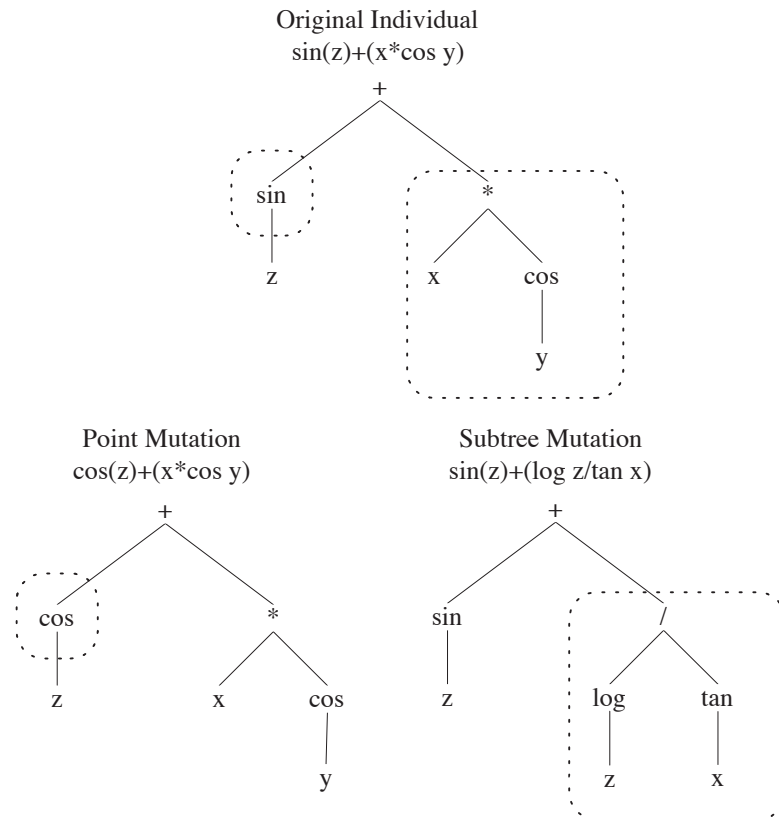 Original Individual
sin(z)+(x*cos y)
+
sin
*
z
x
cos
y
Point Mutation
cos(z)+(x*cos y)
+
cos
*
z
x
cos
y
Subtree Mutation
sin(z)+(log z/tan x)
+
sin
/
z
log
tan
z
x